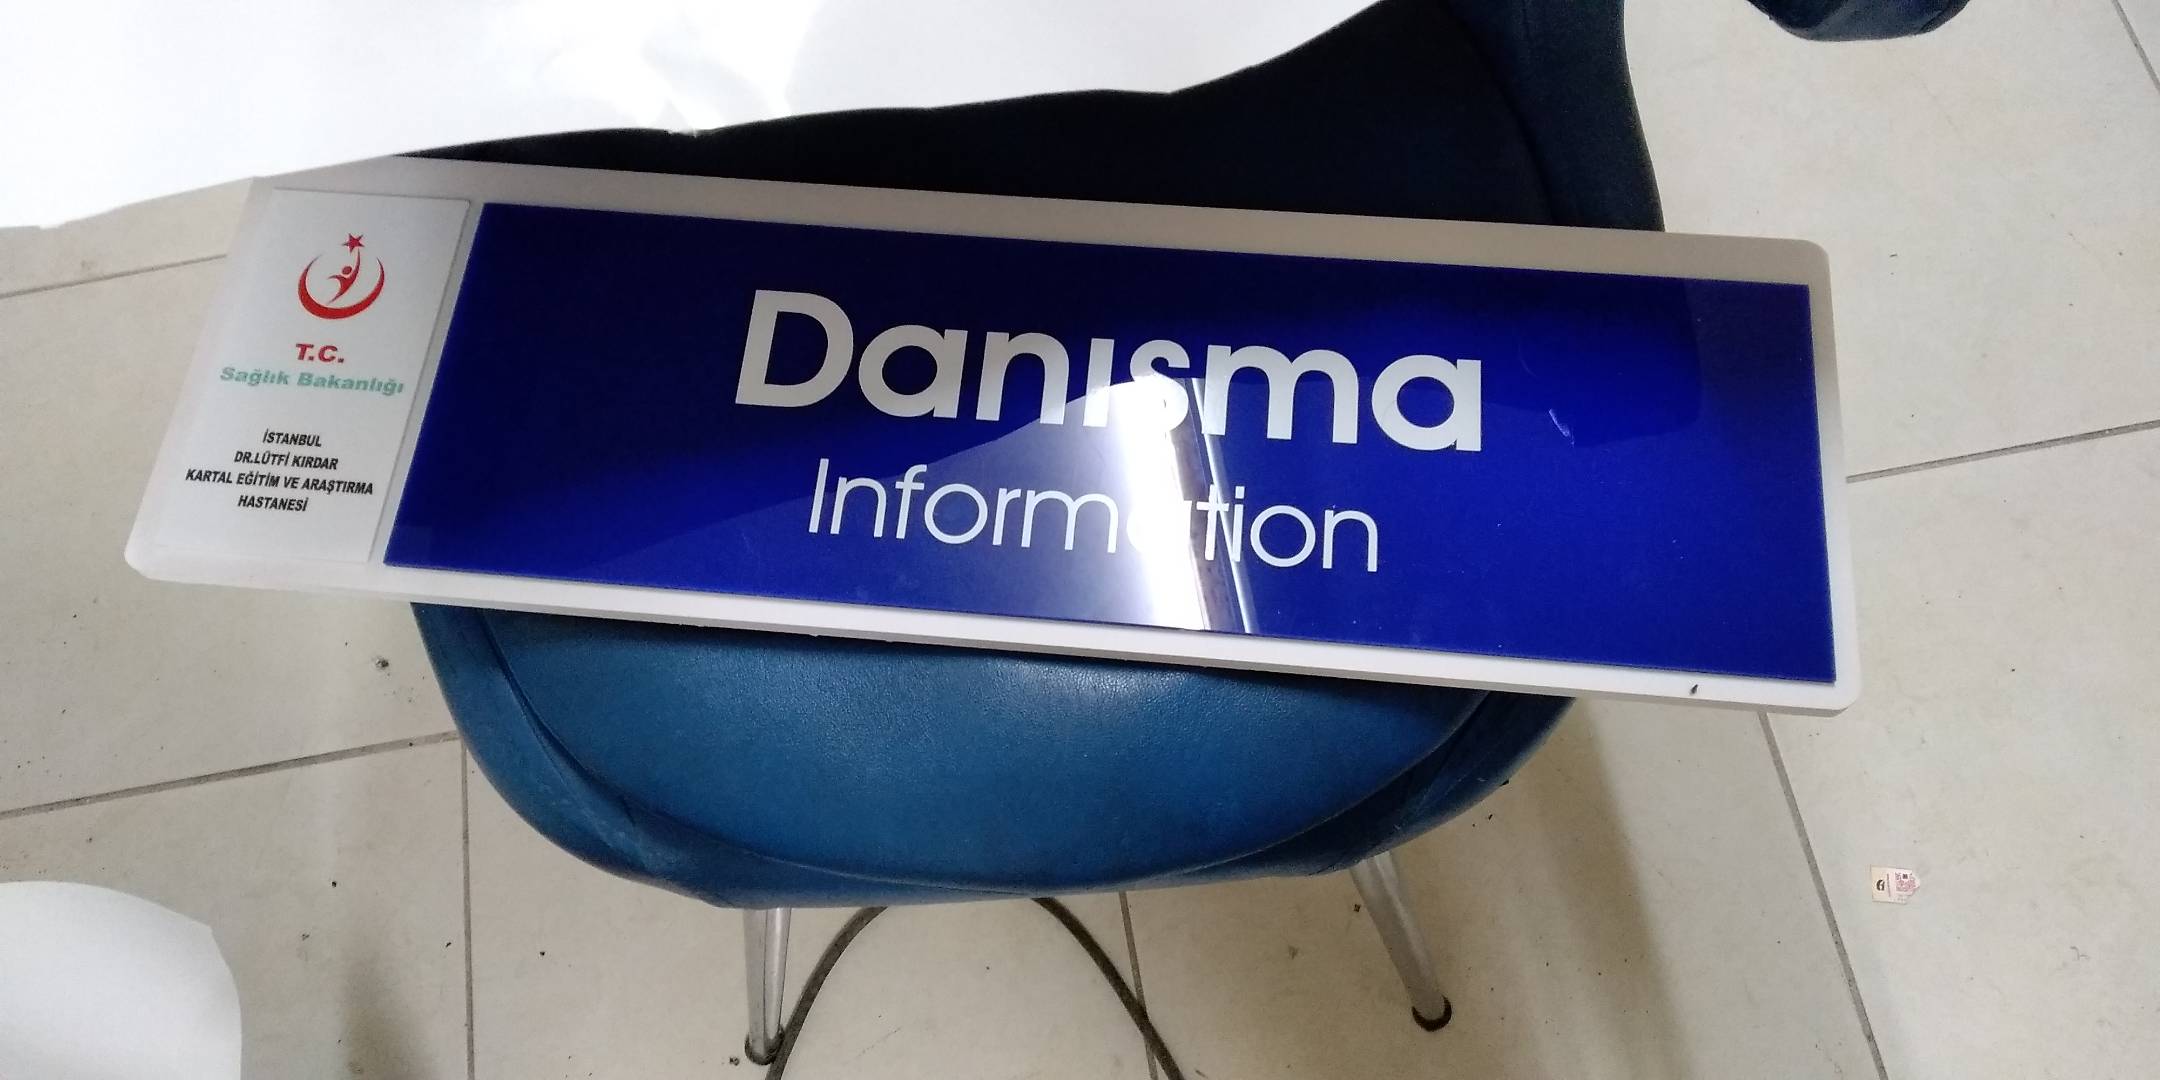 T.C.
Sağlık Bakanlığı
İSTANBUL
DR.LÜTFİ KIRDAR
KARTAL EĞİTİM VE ARAŞTIRMA
HASTANESİ
Danısma
Information